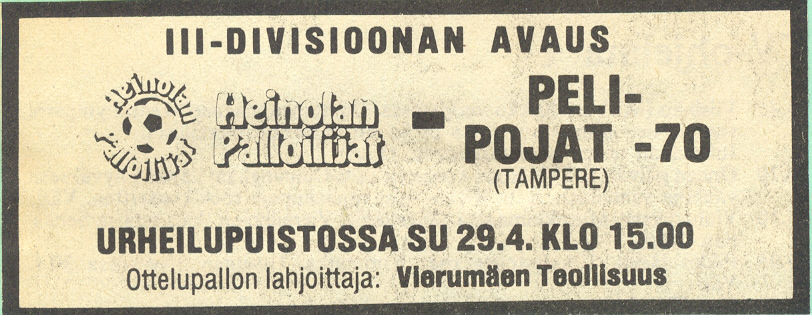 III-DIVISIOONAN AVAUS
Heinolan
Palloilijat
Heinolan
Palloilijat
-
PELI-
POJAT -70
(TAMPERE)
URHEILUPUISTOSSA SU 29.4. KLO 15.00
Ottelupallon lahjoittaja: Vierumäen Teollisuus